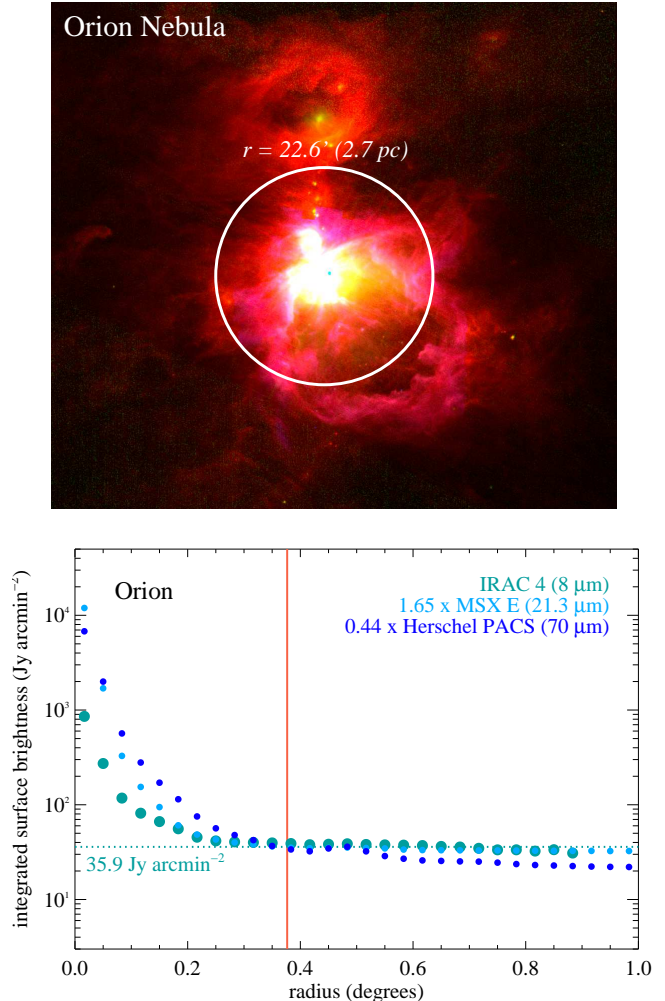 Orion Nebula
r = 22.6' (2.7 pc)
Orion
IRAC 4 (8 μm)
1.65 x MSX E (21.3 μm)
0.44 x Herschel PACS (70 μm)
35.9 Jy arcmin⁻²
integrated surface brightness (Jy arcmin⁻²)
10⁴
10³
10²
10¹
0.0 0.2 0.4 0.6 0.8 1.0
radius (degrees)